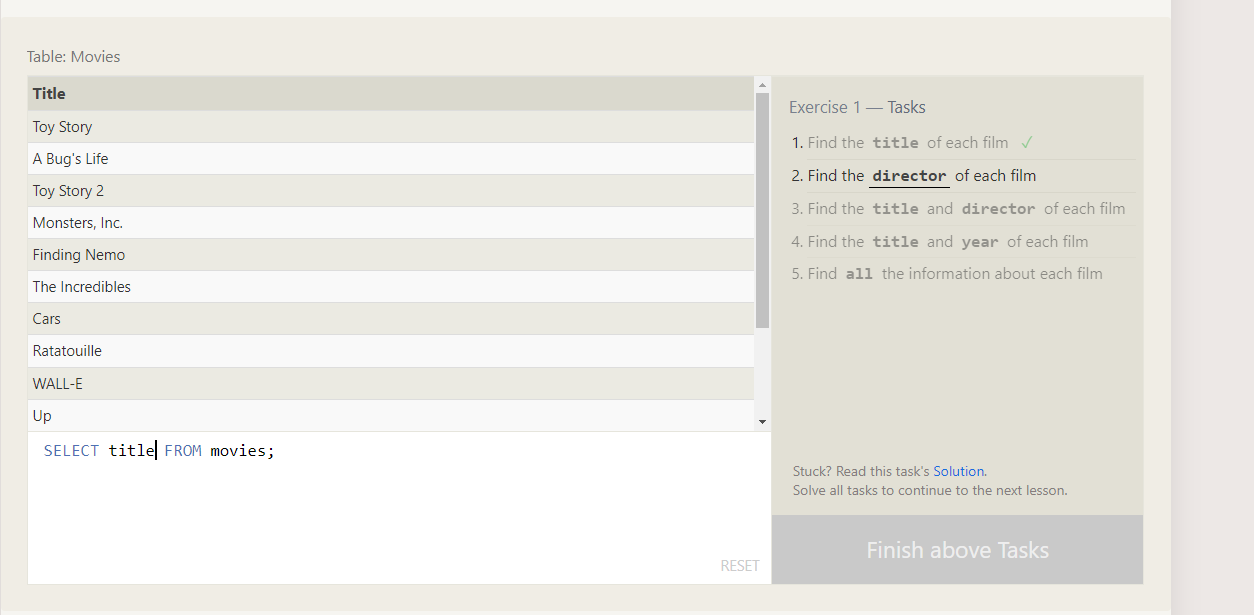 Table: Movies
Title
Toy Story
A Bug's Life
Toy Story 2
Monsters, Inc.
Finding Nemo
The Incredibles
Cars
Ratatouille
WALL-E
Up
SELECT title FROM movies;
RESET
Exercise 1 — Tasks
1. Find the title of each film ✓
2. Find the director of each film
3. Find the title and director of each film
4. Find the title and year of each film
5. Find all the information about each film
Stuck? Read this task's Solution.
Solve all tasks to continue to the next lesson.
Finish above Tasks